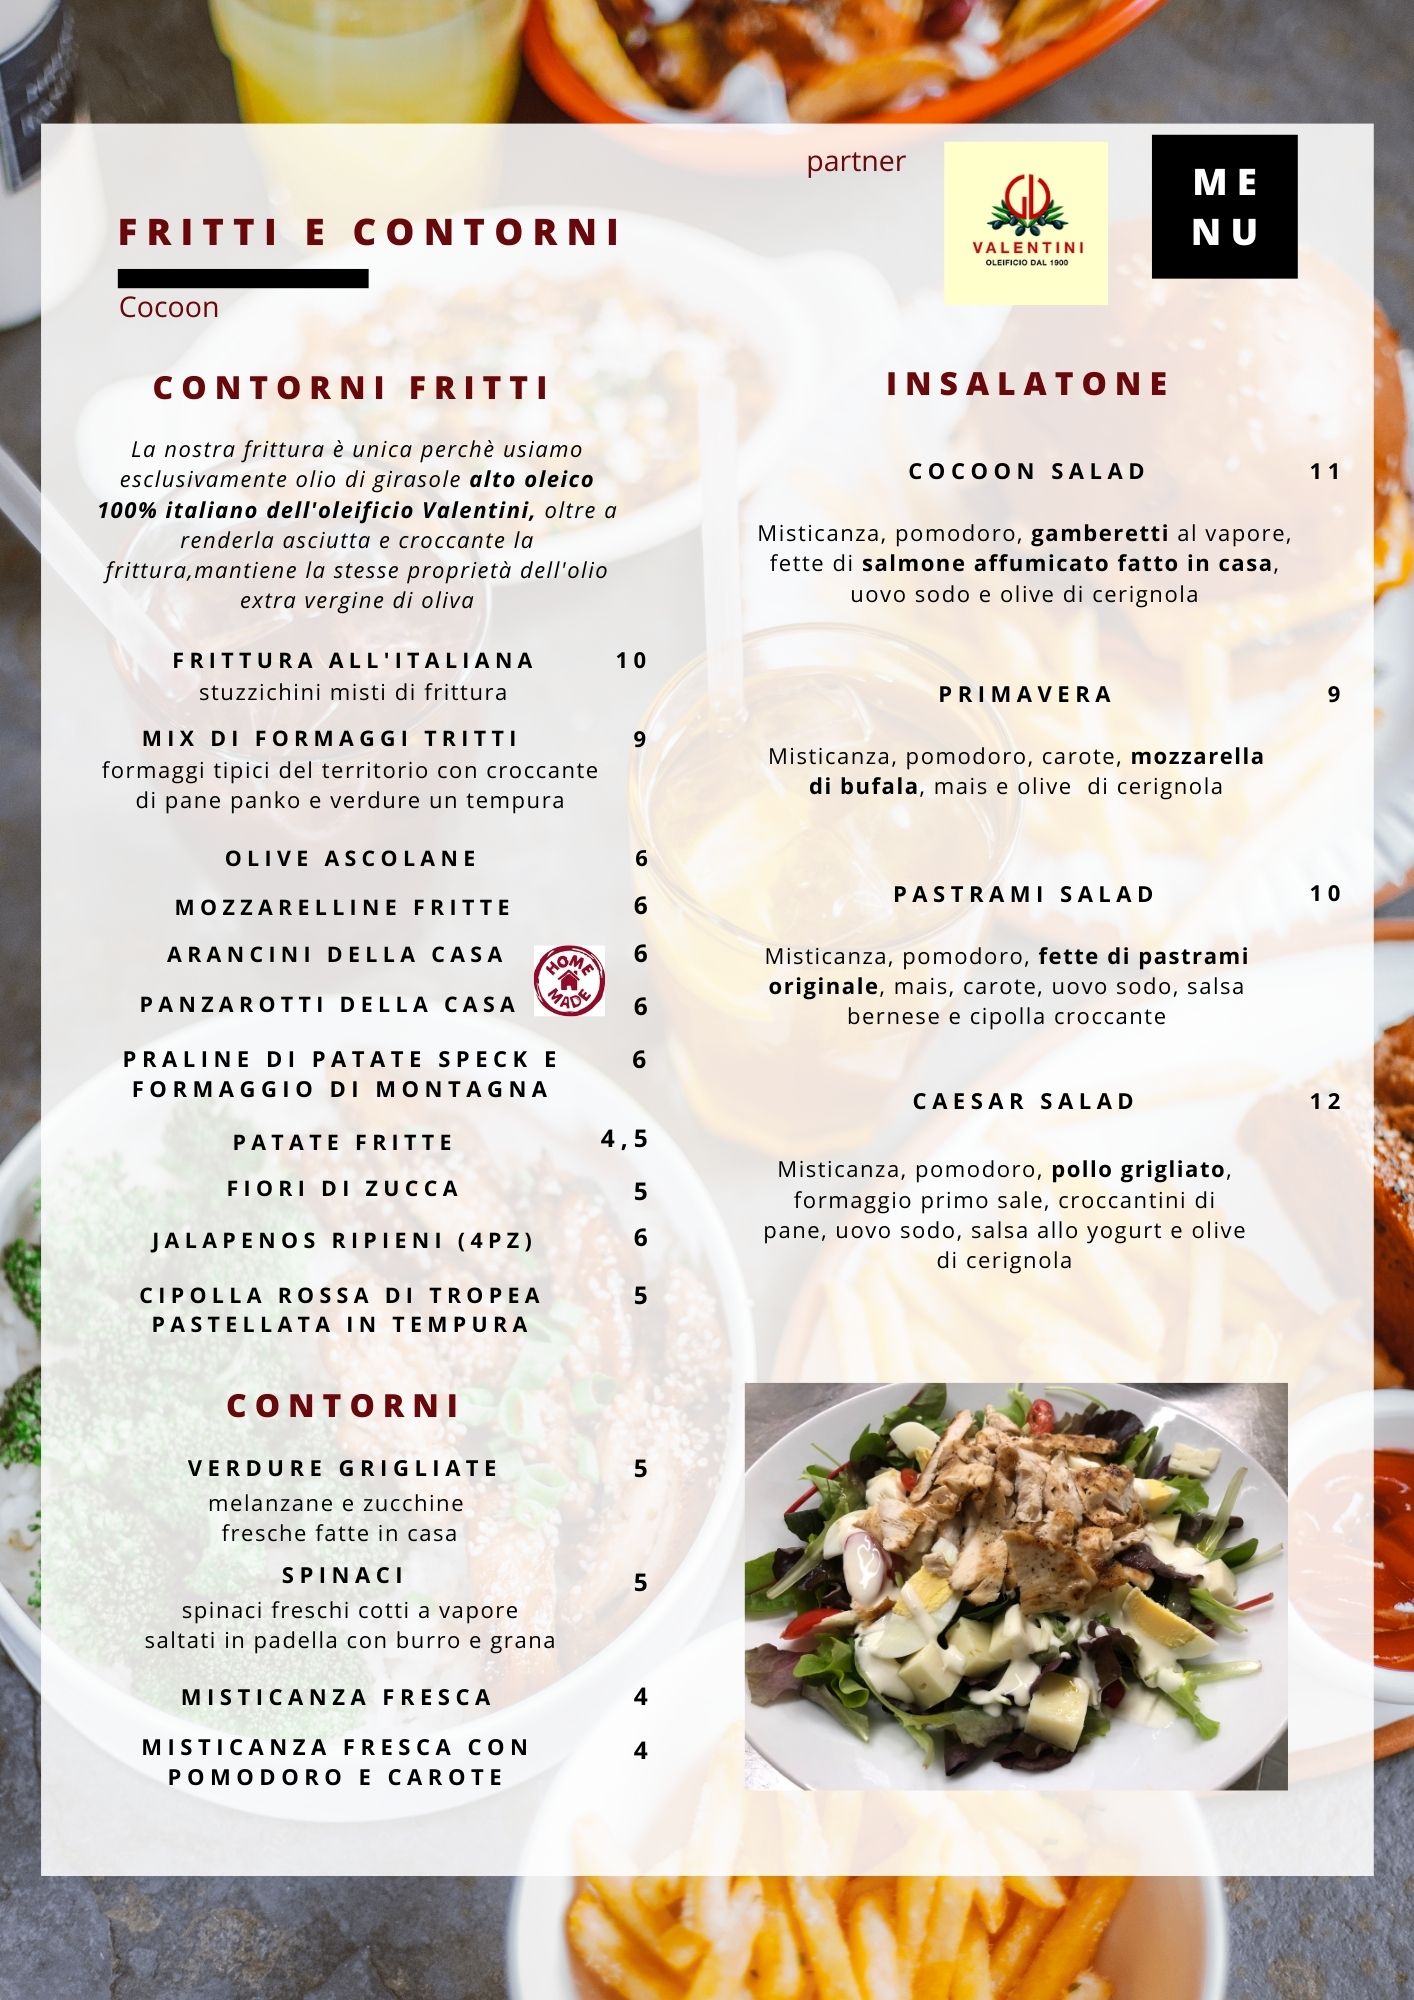 partner
VALENTINI
OLEIFICIO DAL 1900
ME
NU
FRITTI E CONTORNI
Cocoon
CONTORNI FRITTI
La nostra frittura è unica perchè usiamo
esclusivamente olio di girasole alto oleico
100% italiano dell'oleificio Valentini, oltre a
renderla asciutta e croccante la
frittura,mantiene la stesse proprietà dell'olio
extra vergine di oliva
FRITTURA ALL'ITALIANA 10
stuzzichini misti di frittura
MIX DI FORMAGGI TRITTI 9
formaggi tipici del territorio con croccante
di pane panko e verdure un tempura
OLIVE ASCOLANE 6
MOZZARELLINE FRITTE 6
ARANCINI DELLA CASA 6
HOME
MADE
PANZAROTTI DELLA CASA 6
PRALINE DI PATATE SPECK E 6
FORMAGGIO DI MONTAGNA
PATATE FRITTE 4,5
FIORI DI ZUCCA 5
JALAPENOS RIPIENI (4PZ) 6
CIPOLLA ROSSA DI TROPEA 5
PASTELLATA IN TEMPURA
CONTORNI
VERDURE GRIGLIATE 5
melanzane e zucchine
fresche fatte in casa
SPINACI 5
spinaci freschi cotti a vapore
saltati in padella con burro e grana
MISTICANZA FRESCA 4
MISTICANZA FRESCA CON 4
POMODORO E CAROTE
INSALATONE
COCOON SALAD 11
Misticanza, pomodoro, gamberetti al vapore,
fette di salmone affumicato fatto in casa,
uovo sodo e olive di cerignola
PRIMAVERA 9
Misticanza, pomodoro, carote, mozzarella
di bufala, mais e olive di cerignola
PASTRAMI SALAD 10
Misticanza, pomodoro, fette di pastrami
originale, mais, carote, uovo sodo, salsa
bernese e cipolla croccante
CAESAR SALAD 12
Misticanza, pomodoro, pollo grigliato,
formaggio primo sale, croccantini di
pane, uovo sodo, salsa allo yogurt e olive
di cerignola